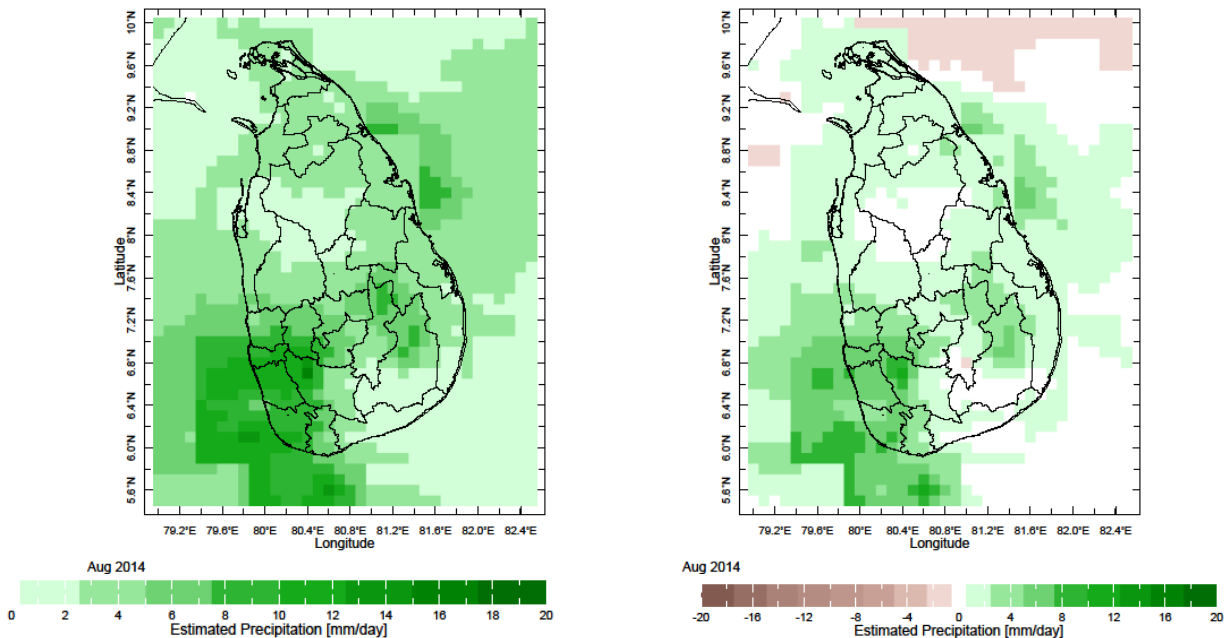 10°N
9.6°N
9.2°N
8.8°N
8.4°N
8°N
7.6°N
7.2°N
6.8°N
6.4°N
6.0°N
5.6°N
Latitude
79.2°E 79.6°E 80°E 80.4°E 80.8°E 81.2°E 81.6°E 82.0°E 82.4°E
Longitude
Aug 2014
0 2 4 6 8 10 12 14 16 18 20
Estimated Precipitation [mm/day]
10°N
9.6°N
9.2°N
8.8°N
8.4°N
8°N
7.6°N
7.2°N
6.8°N
6.4°N
6.0°N
5.6°N
Latitude
79.2°E 79.6°E 80°E 80.4°E 80.8°E 81.2°E 81.6°E 82.0°E 82.4°E
Longitude
Aug 2014
-20 -16 -12 -8 -4 0 4 8 12 16 20
Estimated Precipitation [mm/day]